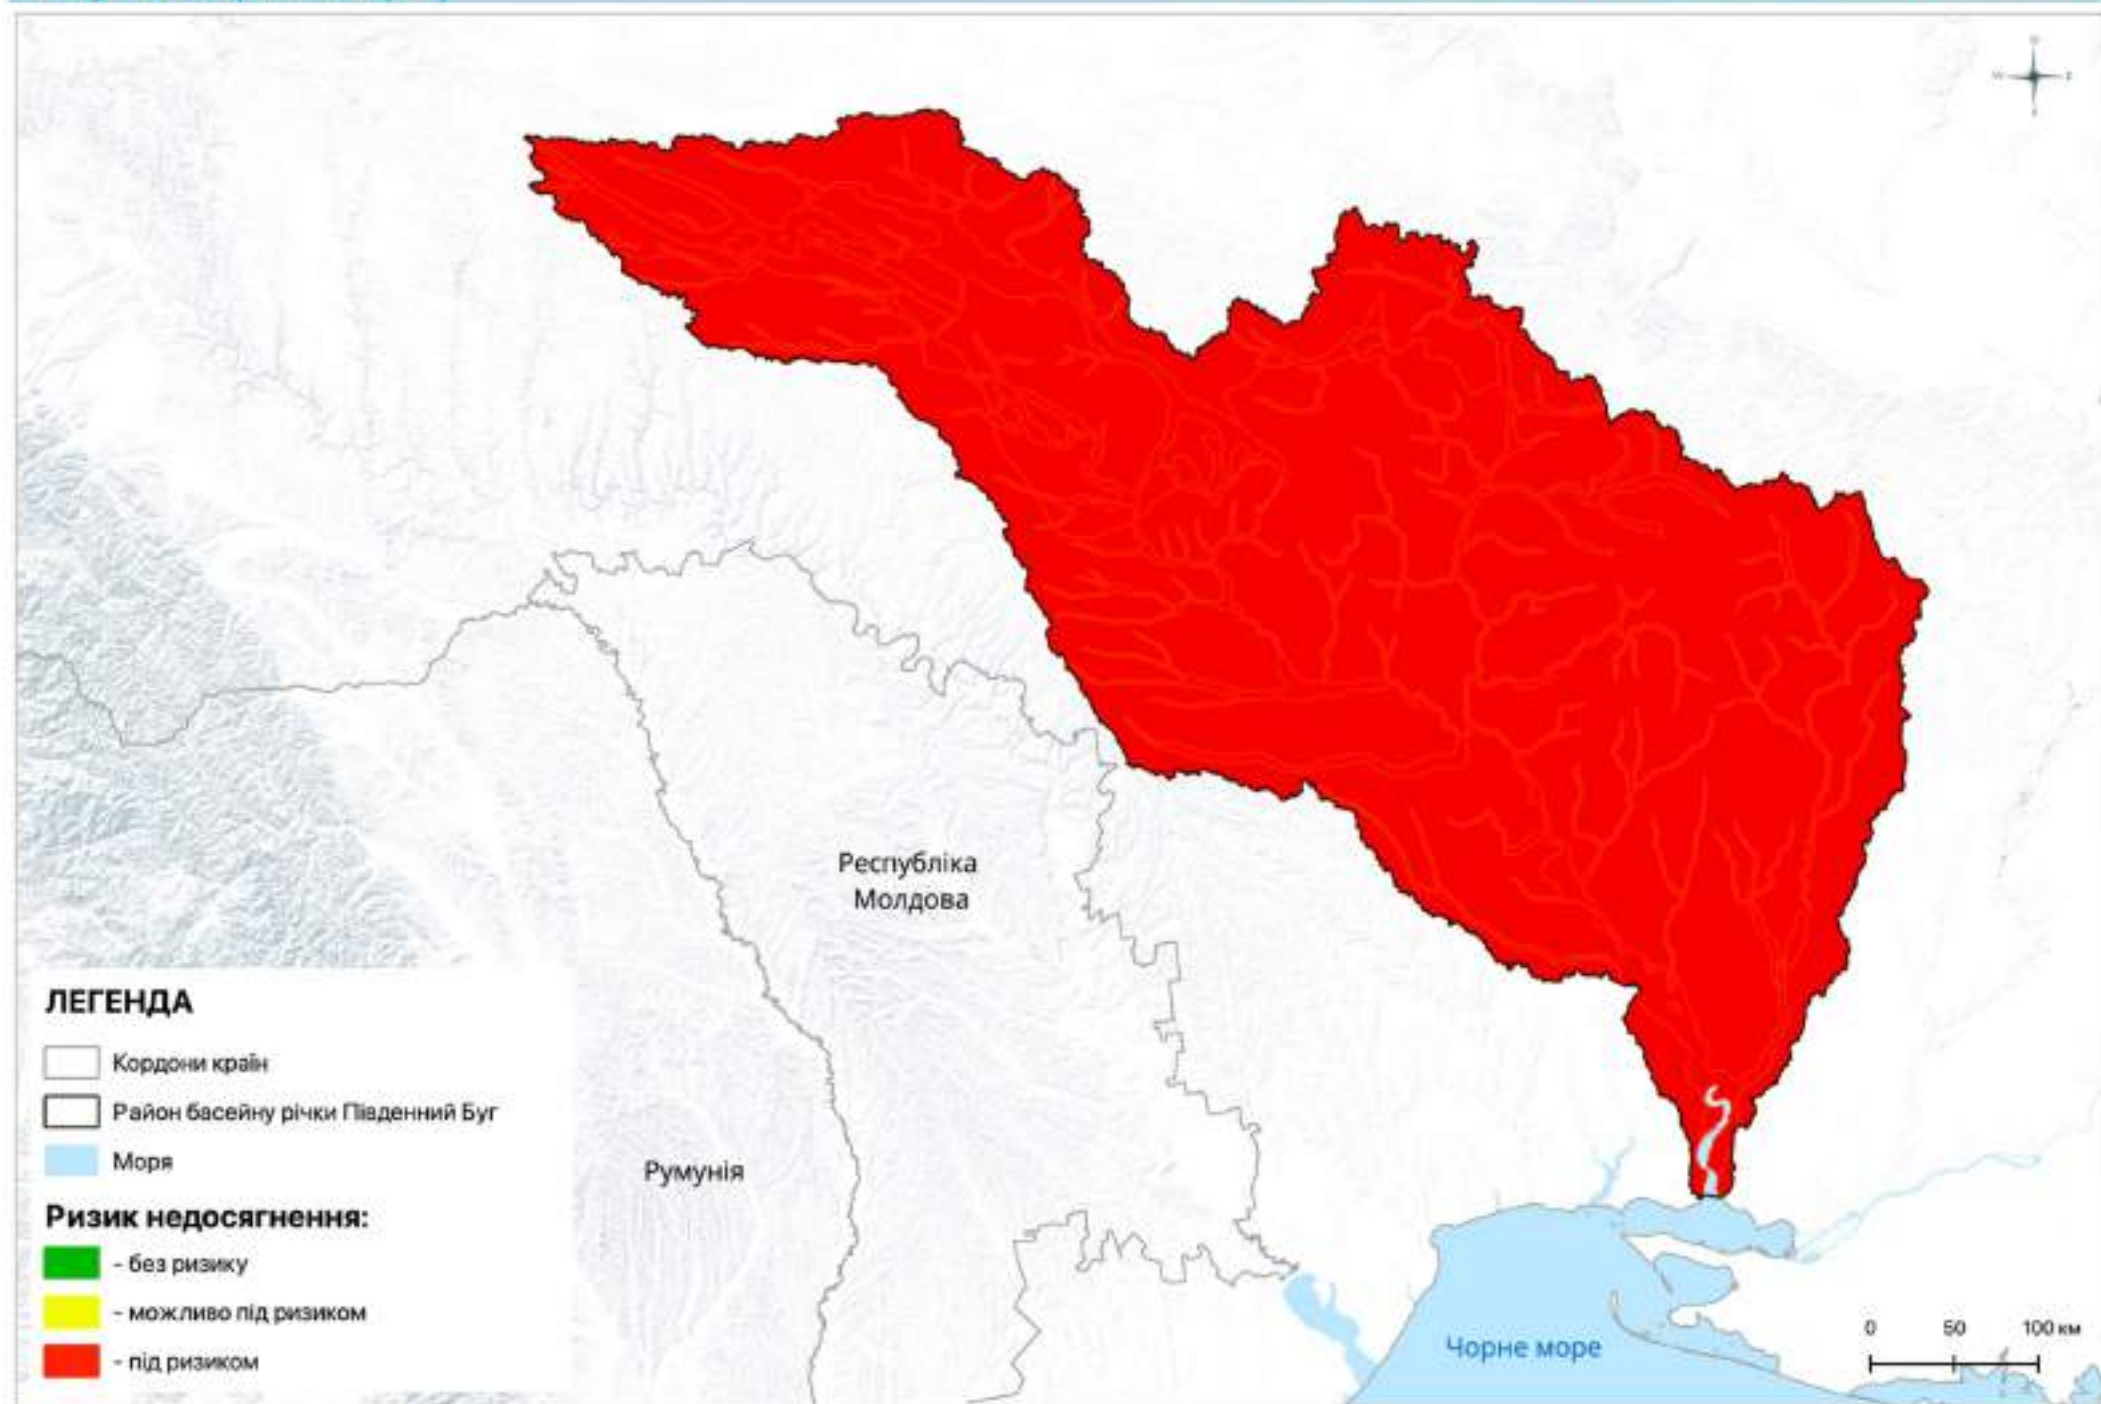 W
E
Республіка
Молдова
ЛЕГЕНДА
Кордони країн
Район басейну річки Південний Буг
Моря
Румунія
Ризик недосягнення:
- без ризику
- можливо під ризиком
- під ризиком
Чорне море
0 50 100 км